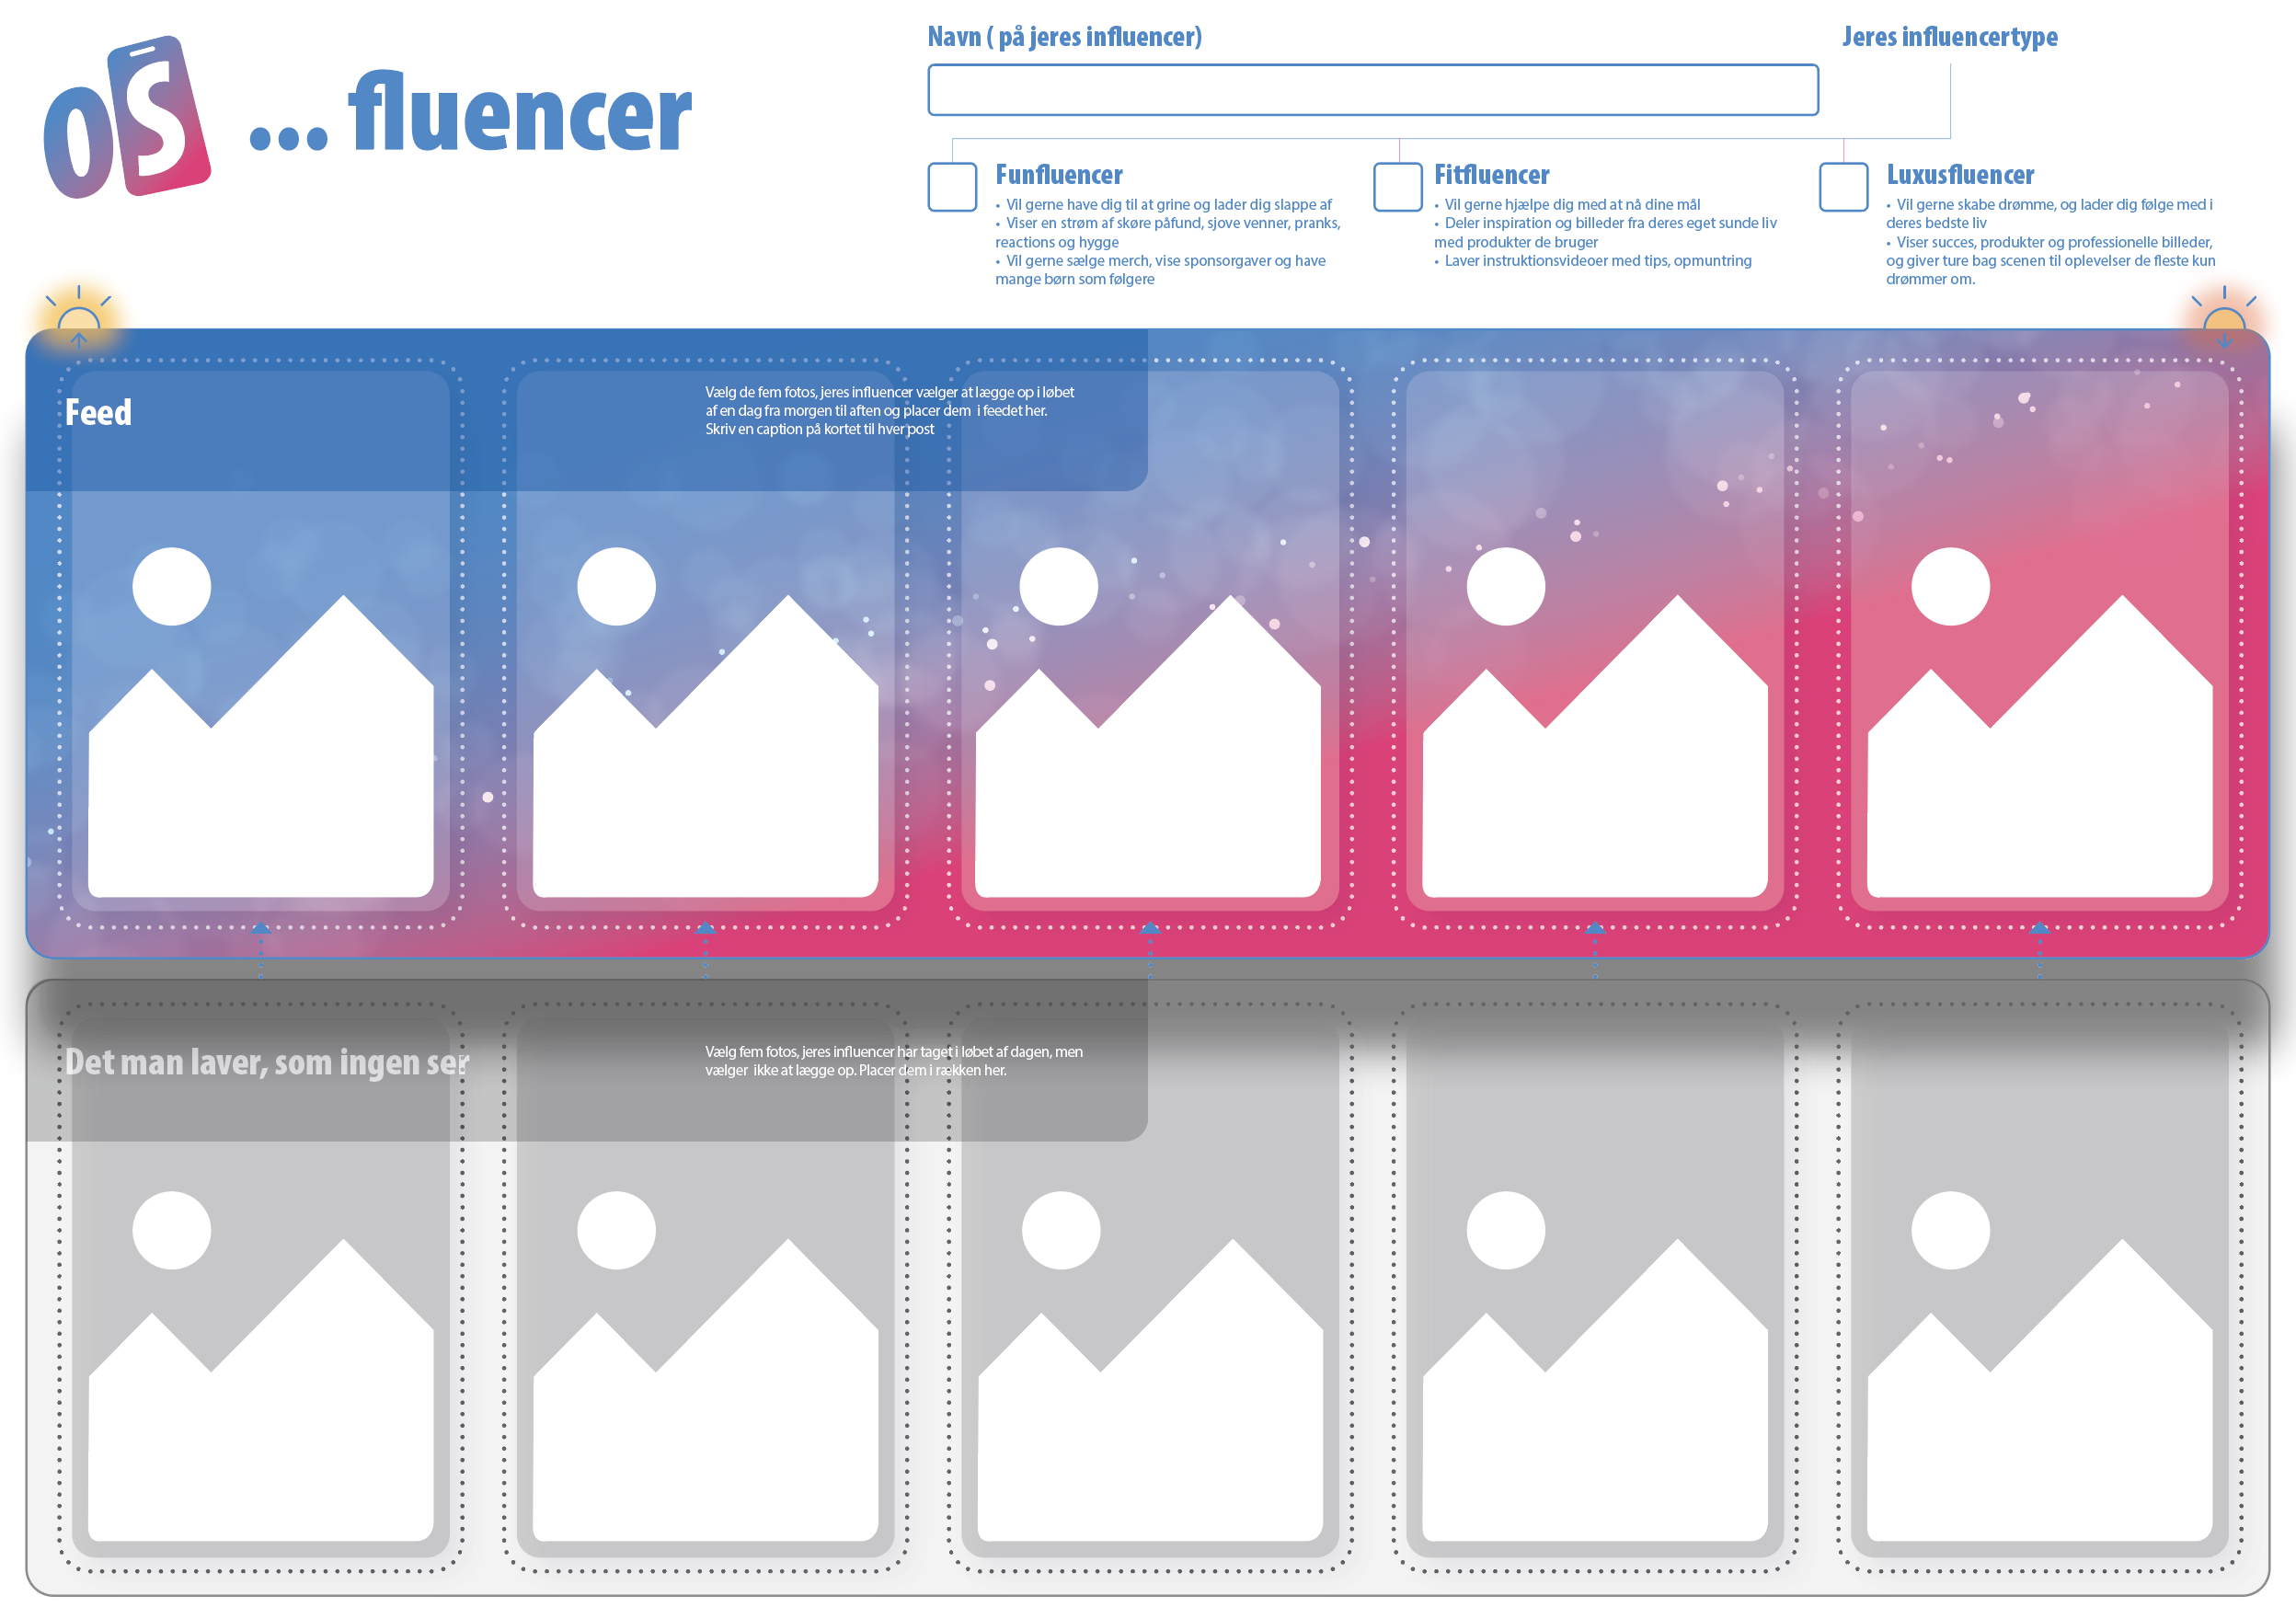 os ... fluencer
Navn ( på jeres influencer)
Jeres influencertype
Funfluencer
• Vil gerne have dig til at grine og lader dig slappe af
• Viser en strøm af skøre påfund, sjove venner, pranks,
reactions og hygge
• Vil gerne sælge merch, vise sponsorgaver og have
mange børn som følgere
Fitfluencer
• Vil gerne hjælpe dig med at nå dine mål
• Deler inspiration og billeder fra deres eget sunde liv
med produkter de bruger
• Laver instruktionsvideoer med tips, opmuntring
Luxusfluencer
• Vil gerne skabe drømme, og lader dig følge med i
deres bedste liv
• Viser succes, produkter og professionelle billeder,
og giver ture bag scenen til oplevelser de fleste kun
drømmer om.
Feed
Vælg de fem fotos, jeres influencer vælger at lægge op i løbet
af en dag fra morgen til aften og placer dem i feedet her.
Skriv en caption på kortet til hver post
Det man laver, som ingen ser
Vælg fem fotos, jeres influencer har taget i løbet af dagen, men
vælger ikke at lægge op. Placer dem i rækken her.